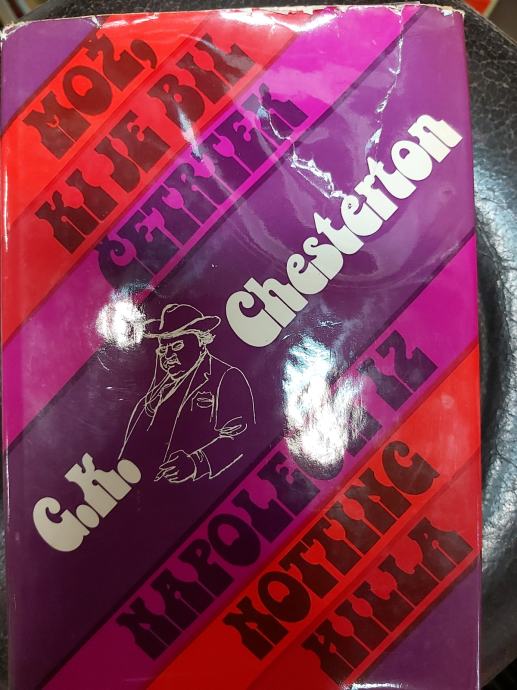 MOŽ,
KI JE BIL
ČETRTEK
G.K. Chesterton
NAPOLEON IZ
NOTTING
HILLA